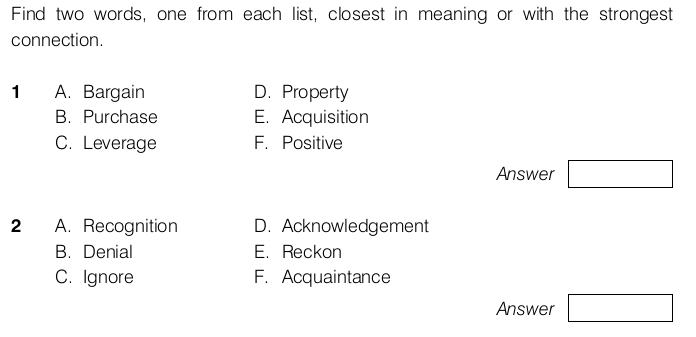 Find two words, one from each list, closest in meaning or with the strongest
connection.
1 A. Bargain D. Property
B. Purchase E. Acquisition
C. Leverage F. Positive
Answer
2 A. Recognition D. Acknowledgement
B. Denial E. Reckon
C. Ignore F. Acquaintance
Answer